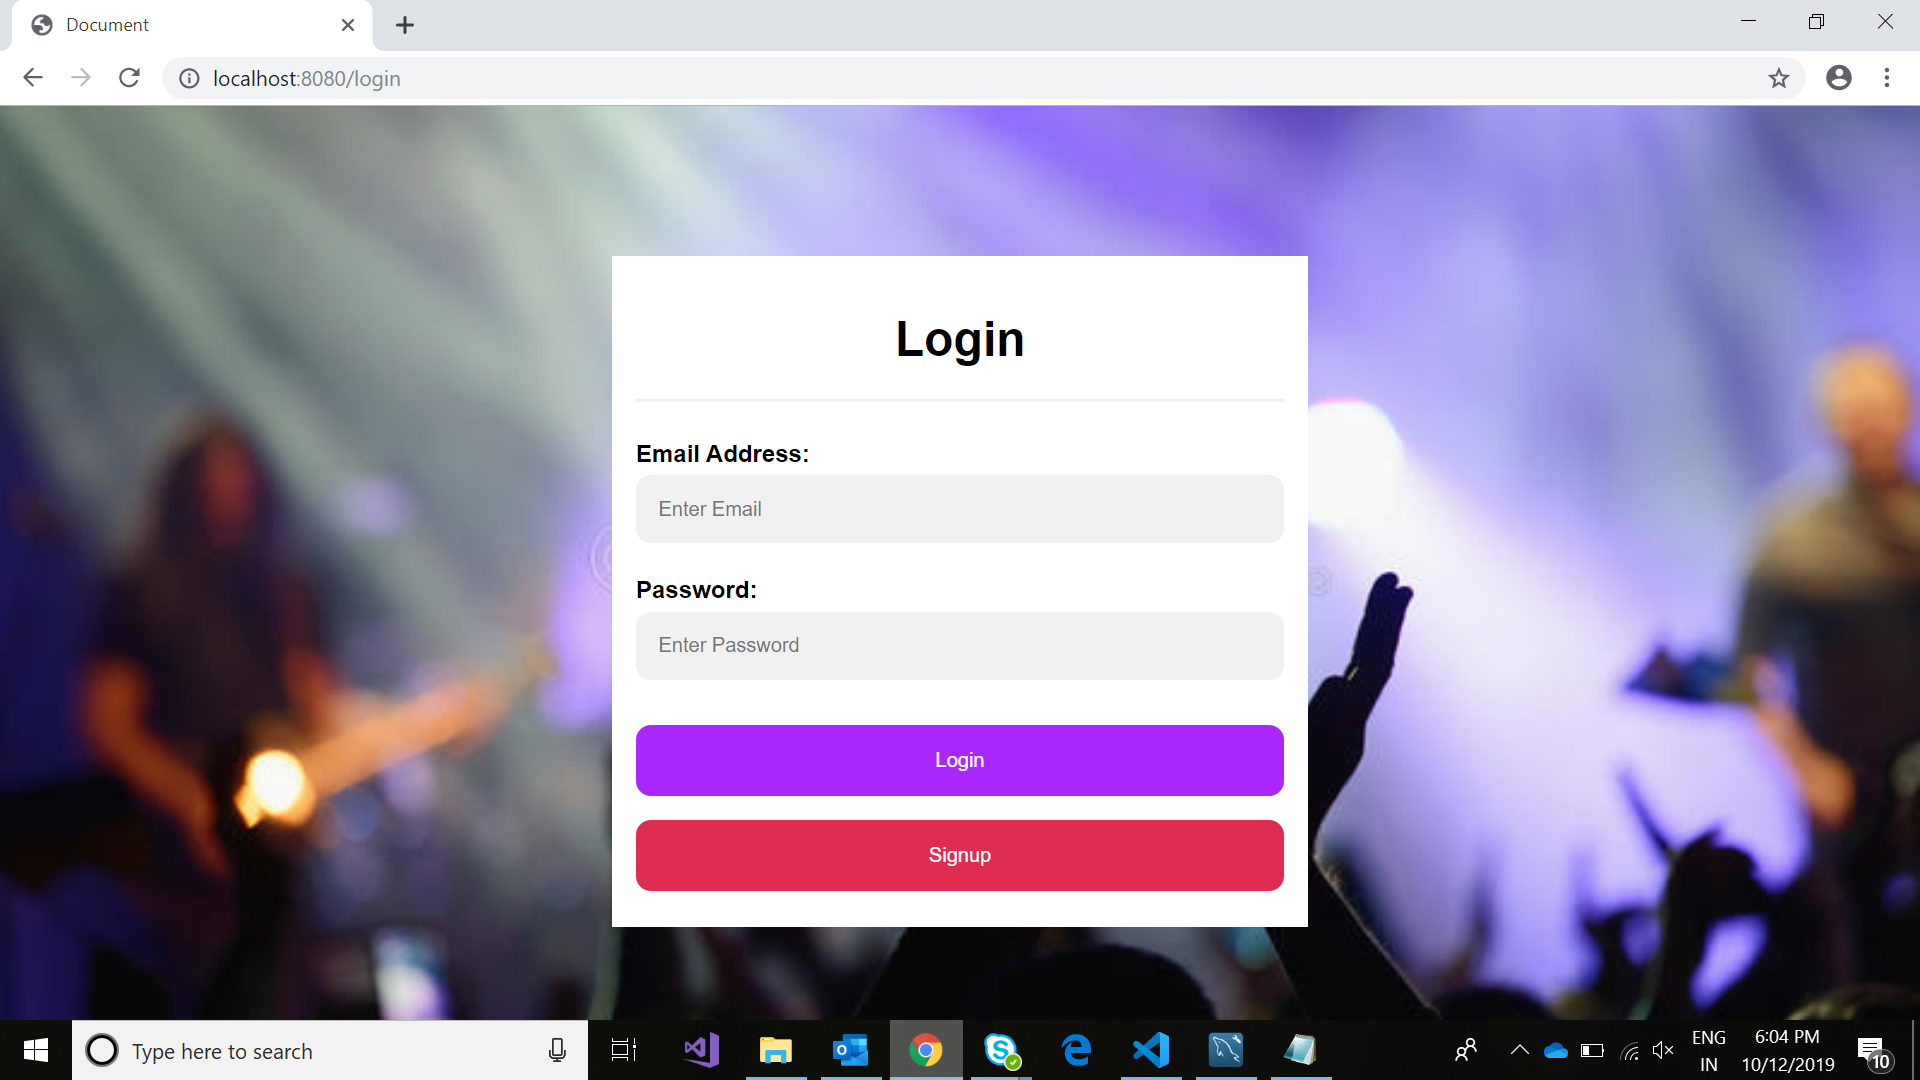 Document
localhost:8080/login
Login
Email Address:
Enter Email
Password:
Enter Password
Login
Signup
Type here to search
ENG
IN
6:04 PM
10/12/2019
10